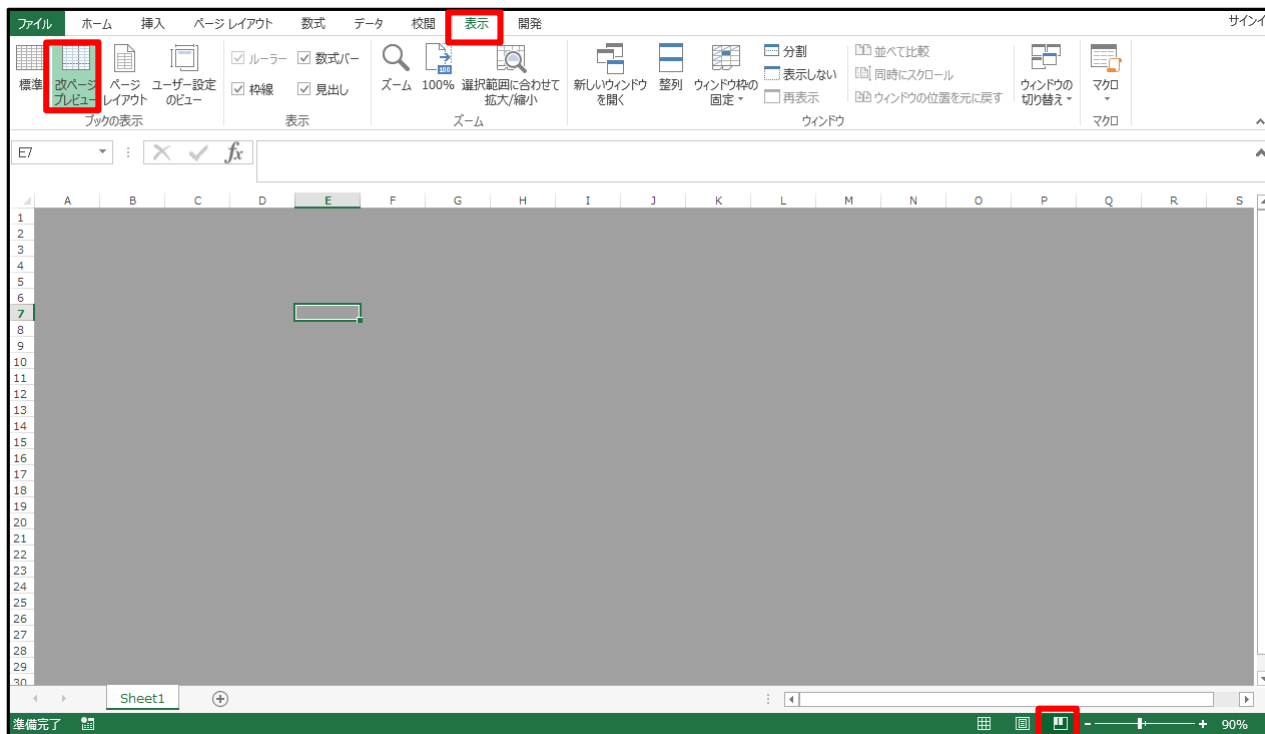 ファイル ホーム 挿入 ページ レイアウト 数式 データ 校閲 表示 開発 サインイ
標準 改ページ プレビュー ページ レイアウト ユーザー設定 のビュー
ブックの表示
ルーラー 数式バー
枠線 見出し
表示
ズーム 100% 選択範囲に合わせて 拡大/縮小
ズーム
新しいウィンドウ を開く 整列 ウィンドウ枠の 固定
分割
表示しない
再表示
並べて比較
同時にスクロール
ウィンドウの位置を元に戻す
ウィンドウの 切り替え
ウィンドウ
マクロ
マクロ
E7 fx
A B C D E F G H I J K L M N O P Q R S
1
2
3
4
5
6
7
8
9
10
11
12
13
14
15
16
17
18
19
20
21
22
23
24
25
26
27
28
29
30
Sheet1
準備完了 90%